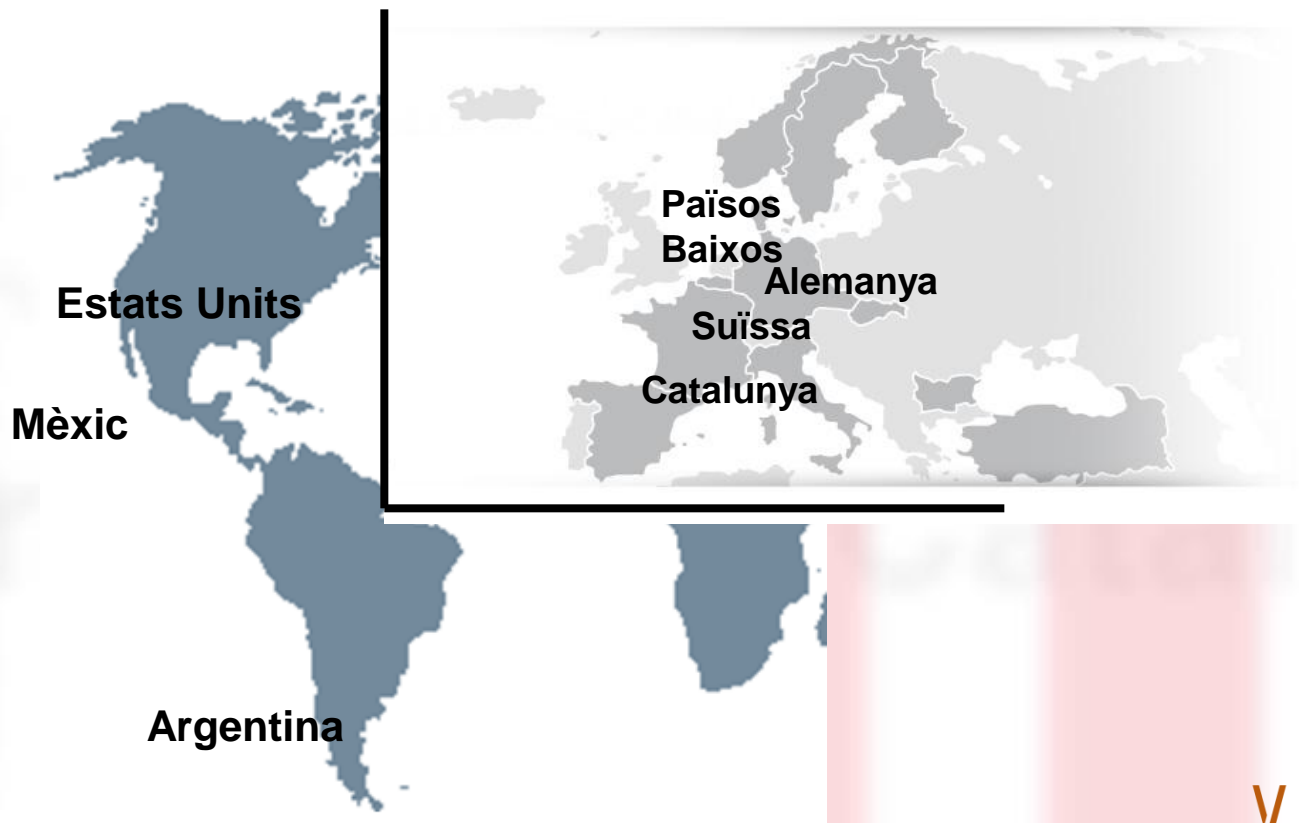 Països
Baixos
Alemanya
Estats Units
Suïssa
Catalunya
Mèxic
Argentina